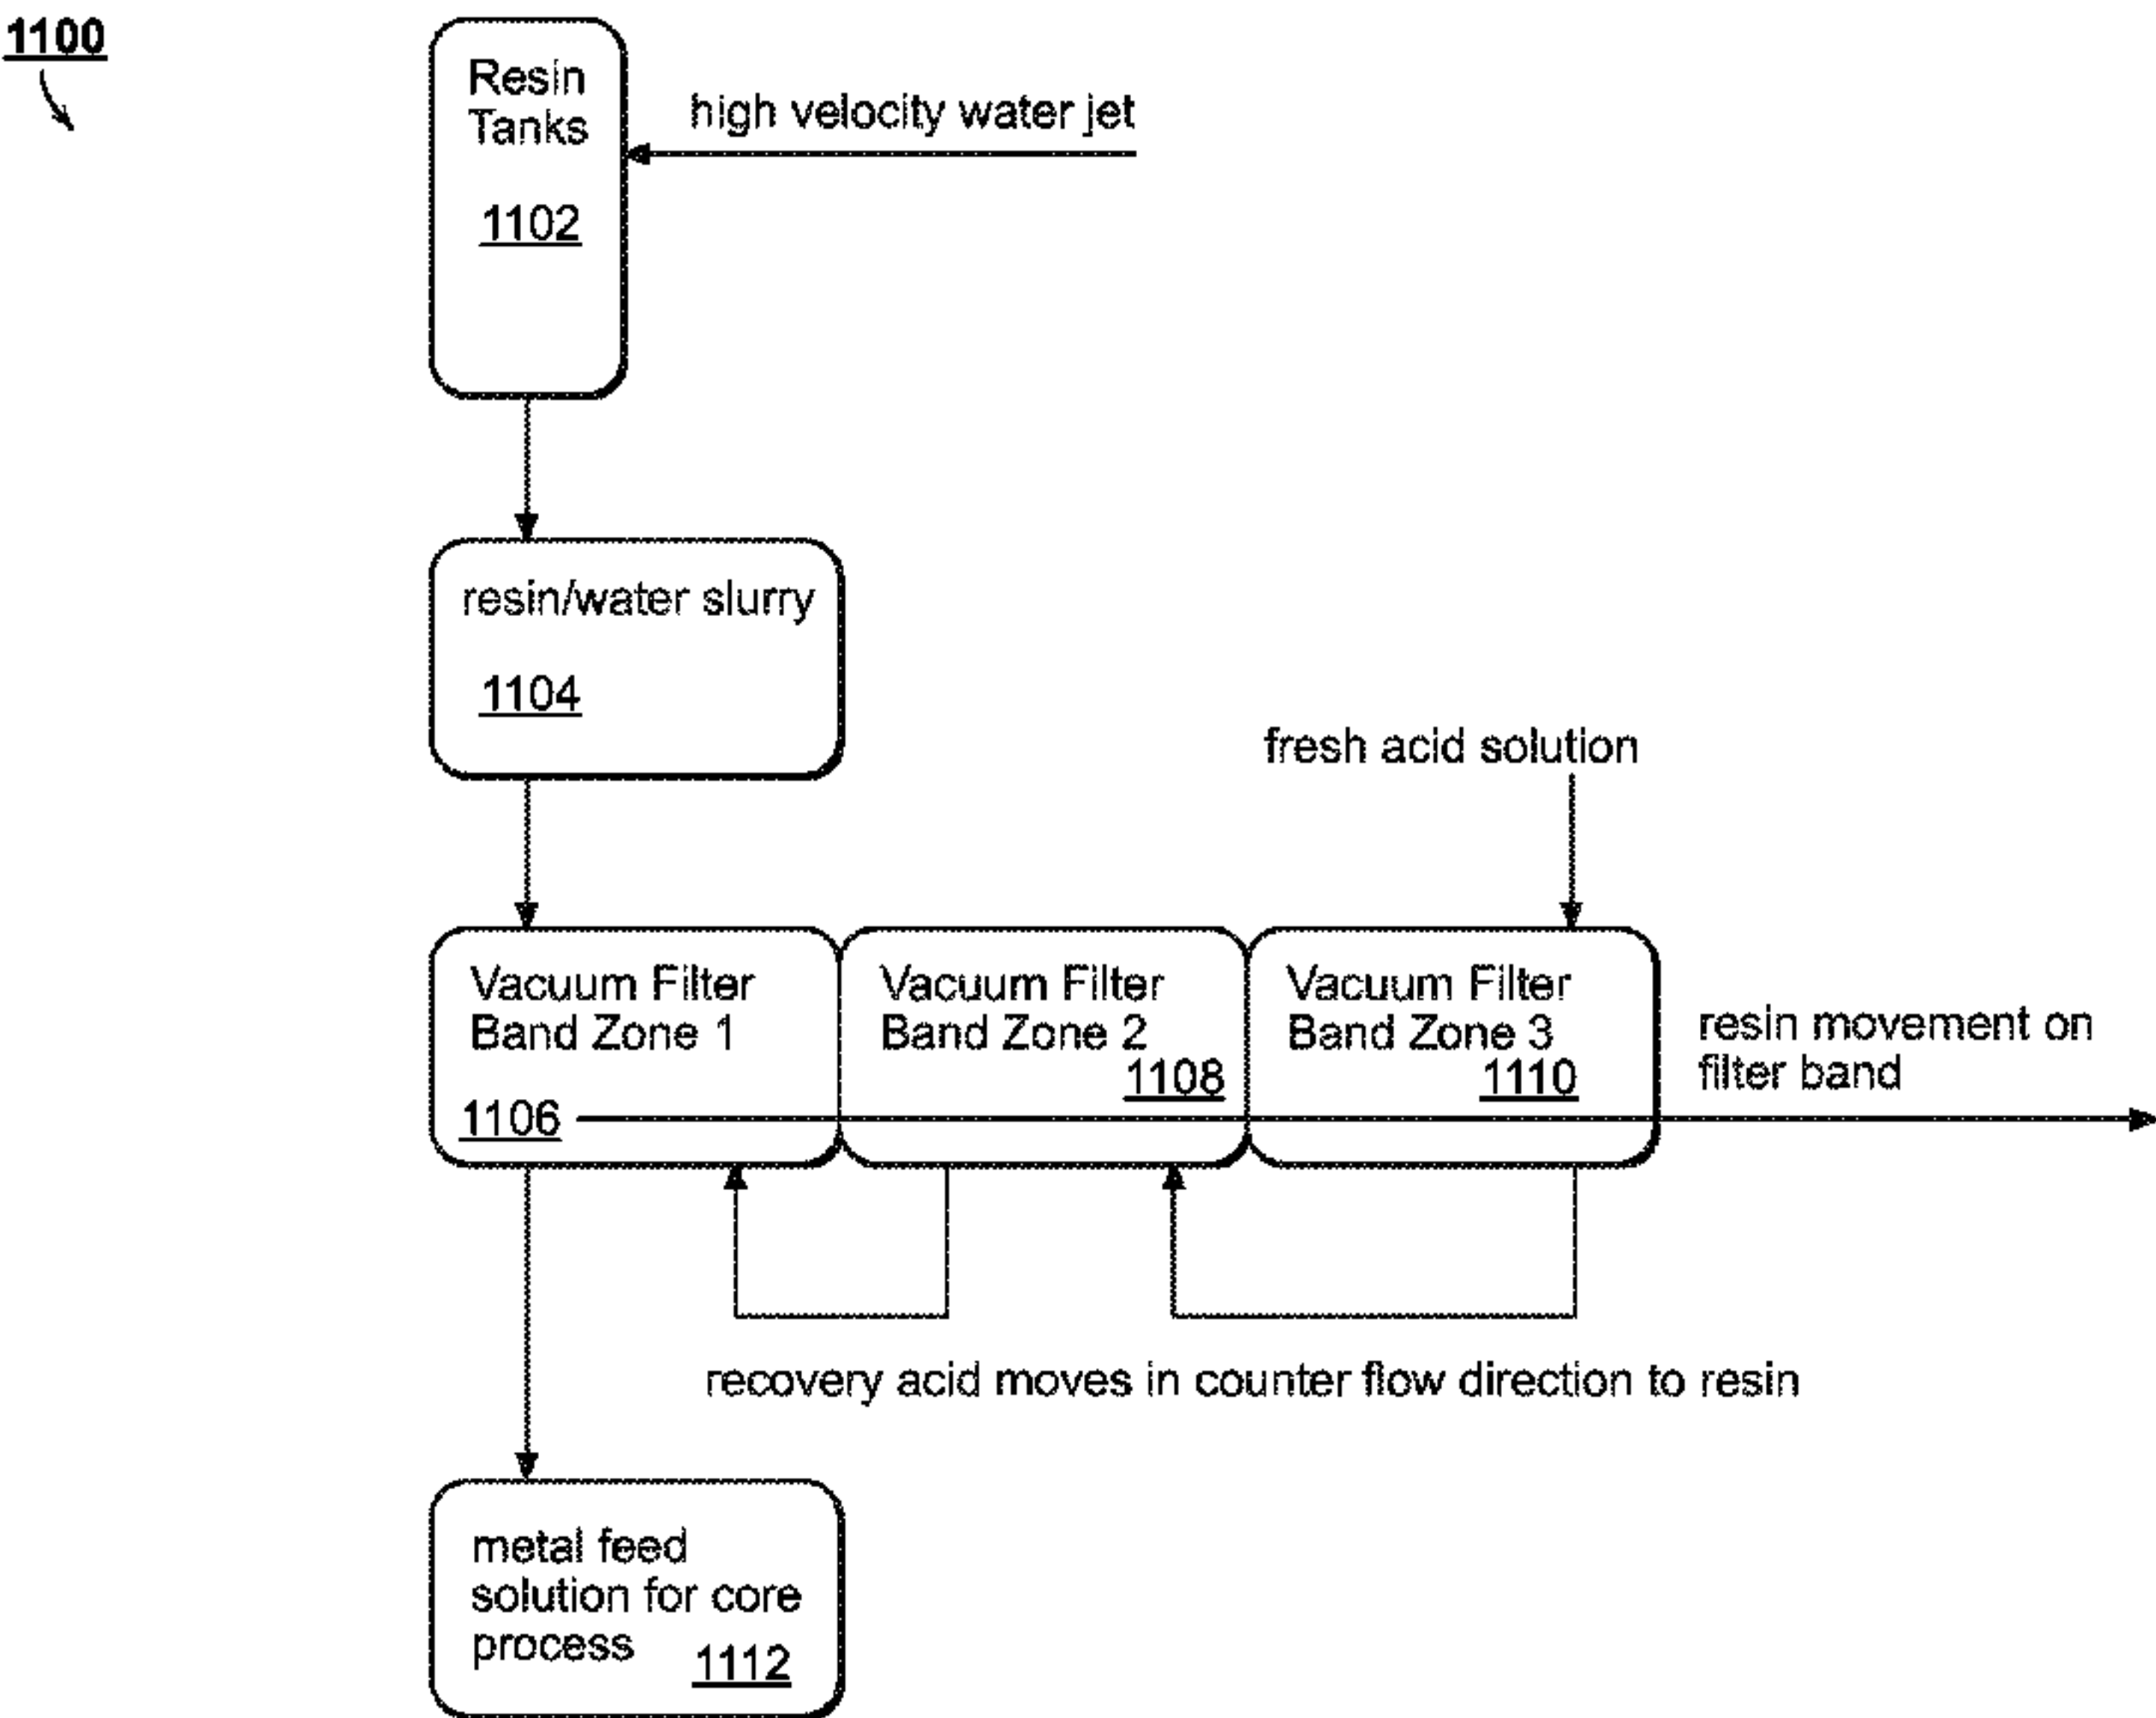 1100
Resin
Tanks
1102
high velocity water jet
resin/water slurry
1104
fresh acid solution
Vacuum Filter
Band Zone 1
1106
Vacuum Filter
Band Zone 2
1108
Vacuum Filter
Band Zone 3
1110
resin movement on
filter band
recovery acid moves in counter flow direction to resin
metal feed
solution for core
process
1112